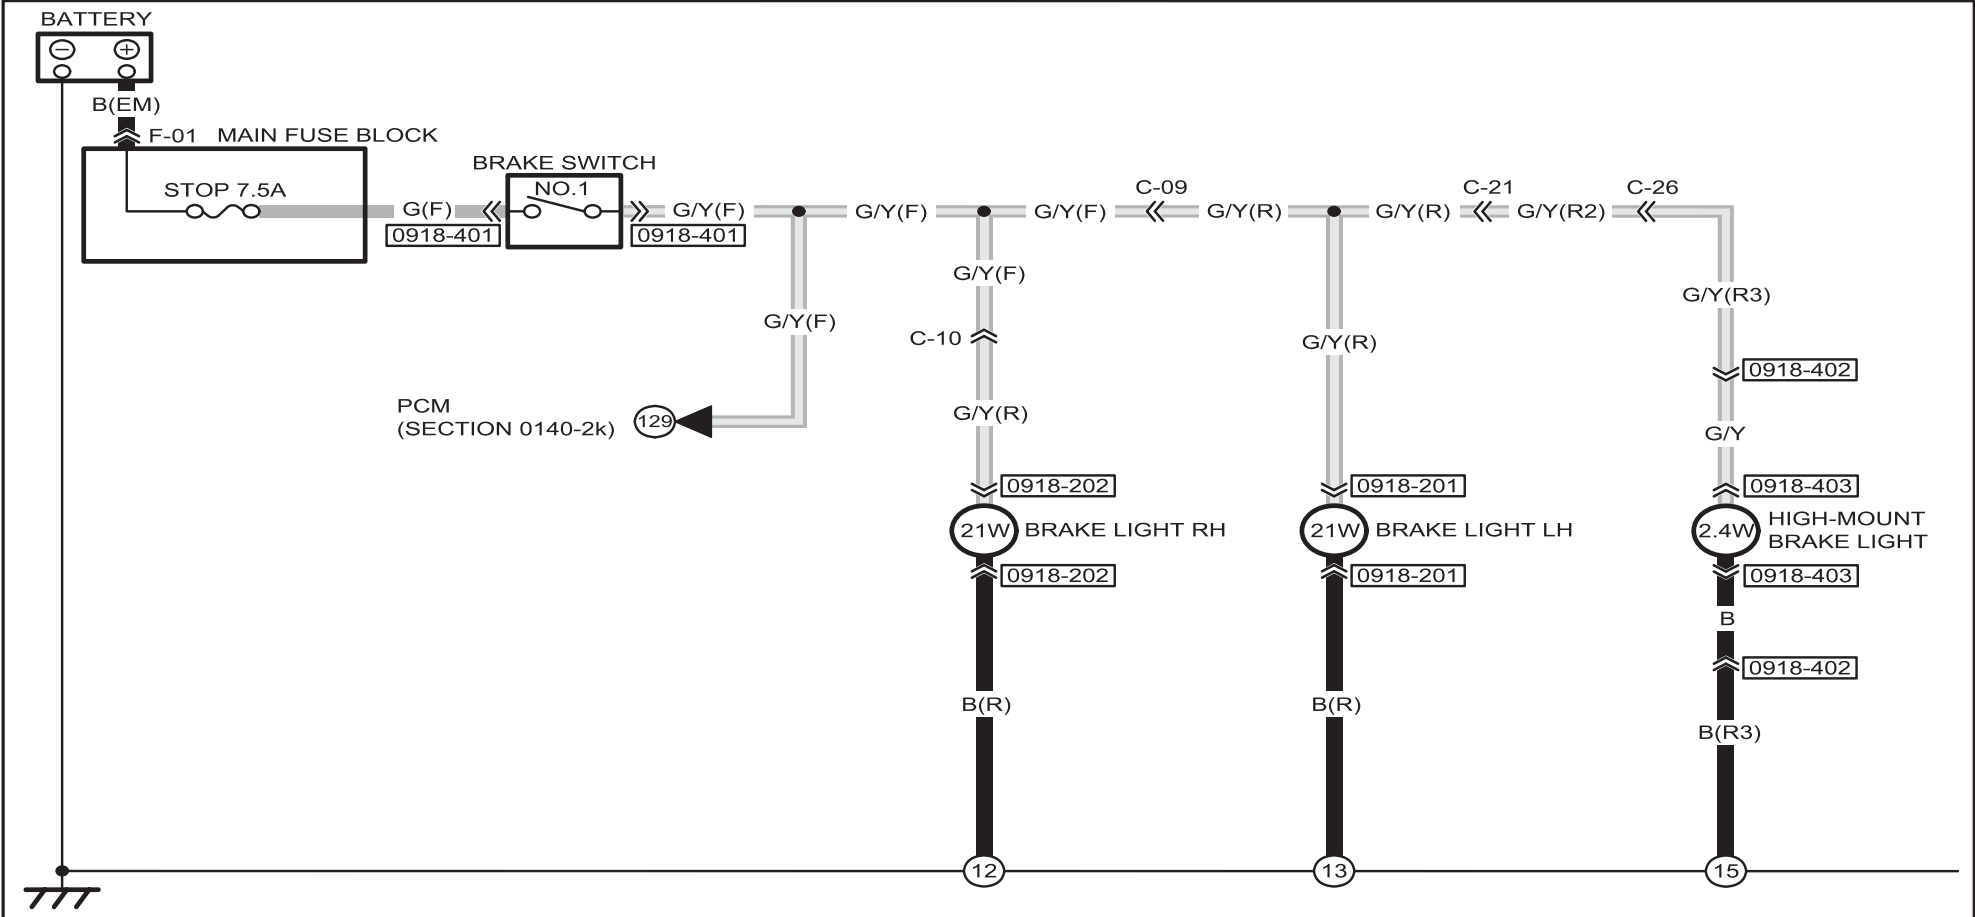 BATTERY
− +
B(EM)
F-01 MAIN FUSE BLOCK
STOP 7.5A
G(F)
0918-401
BRAKE SWITCH
NO.1
G/Y(F)
0918-401
G/Y(F)
G/Y(F)
C-09
G/Y(R)
G/Y(R)
C-21
G/Y(R2)
C-26
G/Y(F)
PCM
(SECTION 0140-2k)
129
G/Y(F)
C-10
G/Y(R)
0918-202
21W BRAKE LIGHT RH
0918-202
B(R)
12
G/Y(R)
0918-201
21W BRAKE LIGHT LH
0918-201
B(R)
13
G/Y(R3)
0918-402
G/Y
0918-403
2.4W
HIGH-MOUNT
BRAKE LIGHT
0918-403
B
0918-402
B(R3)
15